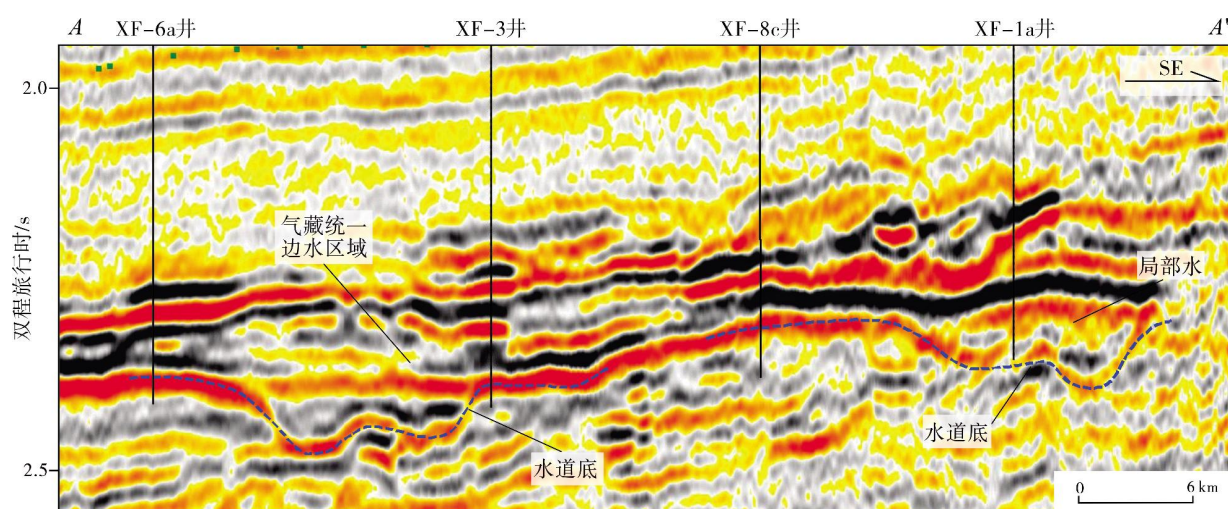 A XF-6a井 XF-3井 XF-8c井 XF-1a井 A'
SE
2.0
气藏统一
边水区域
局部水
双程旅行时/s
水道底
水道底
2.5
0 6 km